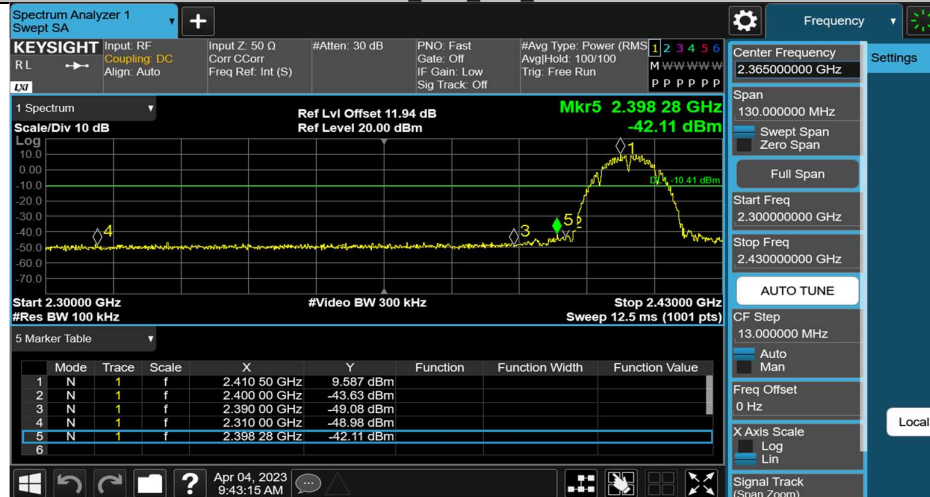 Spectrum Analyzer 1
Swept SA
+
Frequency
KEYSIGHT
RL
LXI
Input: RF
Coupling: DC
Align: Auto
Input Z: 50 Ω
Corr CCorr
Freq Ref: Int (S)
#Atten: 30 dB
PNO: Fast
Gate: Off
IF Gain: Low
Sig Track: Off
#Avg Type: Power (RMS
Avg|Hold: 100/100
Trig: Free Run
1 2 3 4 5 6
M W W W W W
P P P P P P
1 Spectrum
Scale/Div 10 dB
Ref Lvl Offset 11.94 dB
Ref Level 20.00 dBm
Mkr5 2.398 28 GHz
-42.11 dBm
Log
10.0
0.00
-10.0
-20.0
-30.0
-40.0
-50.0
-60.0
-70.0
1
-10.41 dBm
4
3
5
2
Start 2.30000 GHz
#Res BW 100 kHz
#Video BW 300 kHz
Stop 2.43000 GHz
Sweep 12.5 ms (1001 pts)
5 Marker Table
Mode Trace Scale X Y Function Function Width Function Value
1 N 1 f 2.410 50 GHz 9.587 dBm
2 N 1 f 2.400 00 GHz -43.63 dBm
3 N 1 f 2.390 00 GHz -49.08 dBm
4 N 1 f 2.310 00 GHz -48.98 dBm
5 N 1 f 2.398 28 GHz -42.11 dBm
6
?
Apr 04, 2023
9:43:15 AM
Center Frequency
2.365000000 GHz
Span
130.000000 MHz
Swept Span
Zero Span
Full Span
Start Freq
2.300000000 GHz
Stop Freq
2.430000000 GHz
AUTO TUNE
CF Step
13.000000 MHz
Auto
Man
Freq Offset
0 Hz
X Axis Scale
Log
Lin
Signal Track
(Span Zoom)
Settings
Local